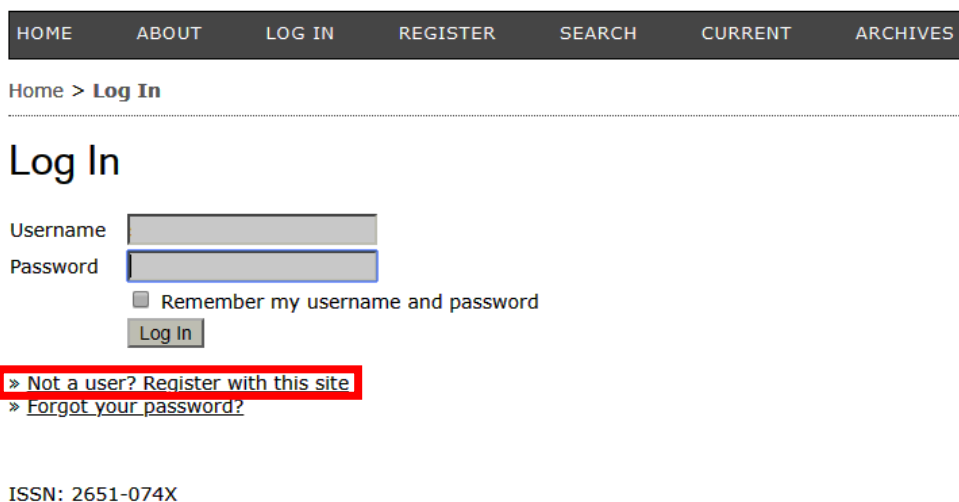 HOME ABOUT LOG IN REGISTER SEARCH CURRENT ARCHIVES
Home > Log In
Log In
Username
Password
Remember my username and password
Log In
» Not a user? Register with this site
» Forgot your password?
ISSN: 2651-074X